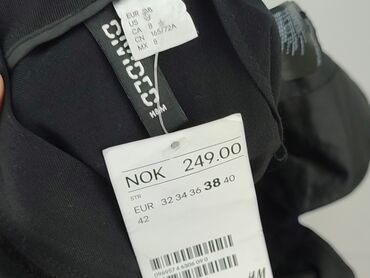 EUR 38
US 8
CA 8
CN 165/72A
MX 8
DIVIDED
H&M
NOK 249.00
STR
EUR 32 34 36 38 40
42
H&M